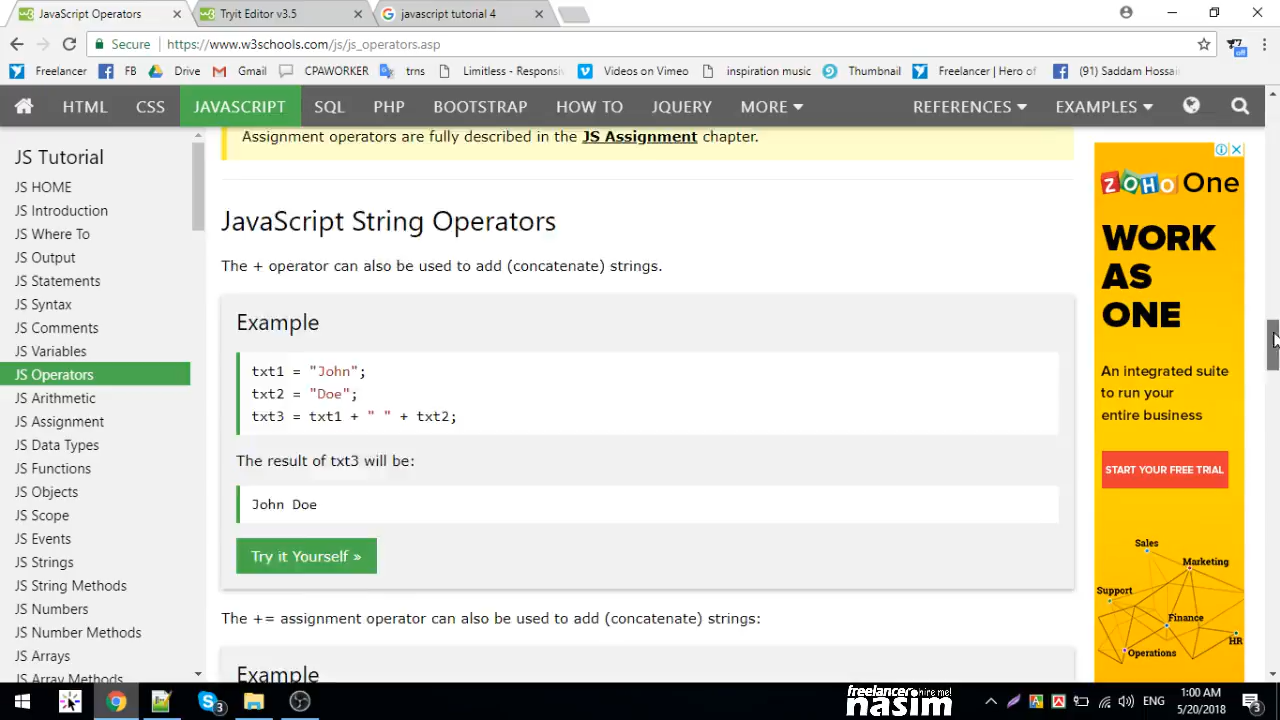 JavaScript Operators
Tryit Editor v3.5
javascript tutorial 4
Secure
https://www.w3schools.com/js/js_operators.asp
off
Freelancer
FB
Drive
Gmail
CPAWORKER
trns
Limitless - Respons
Videos on Vimeo
inspiration music
Thumbnail
Freelancer | Hero of
(91) Saddam Hossai
HTML
CSS
JAVASCRIPT
SQL
PHP
BOOTSTRAP
HOW TO
JQUERY
MORE
REFERENCES
EXAMPLES
JS Tutorial
JS HOME
JS Introduction
JS Where To
JS Output
JS Statements
JS Syntax
JS Comments
JS Variables
JS Operators
JS Arithmetic
JS Assignment
JS Data Types
JS Functions
JS Objects
JS Scope
JS Events
JS Strings
JS String Methods
JS Numbers
JS Number Methods
JS Arrays
JS Array Methods
Assignment operators are fully described in the JS Assignment chapter.
JavaScript String Operators
The + operator can also be used to add (concatenate) strings.
Example
txt1 = "John";
txt2 = "Doe";
txt3 = txt1 + " " + txt2;
The result of txt3 will be:
John Doe
Try it Yourself »
The += assignment operator can also be used to add (concatenate) strings:
Example
ZOHO One
WORK
AS
ONE
An integrated suite
to run your
entire business
START YOUR FREE TRIAL
Sales
Marketing
Support
Finance
HR
Operations
3
freelancer hire me!
nasim
ENG
1:00 AM
5/20/2018
3